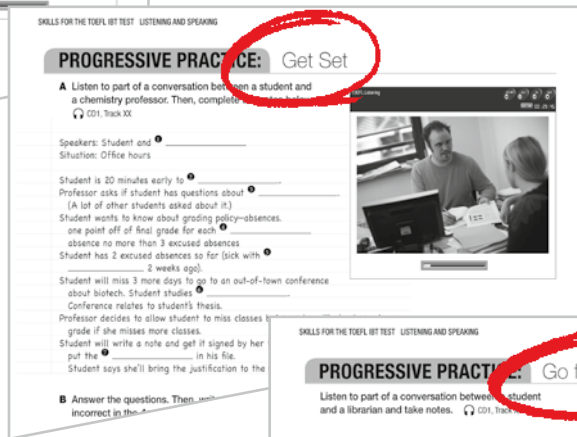 SKILLS FOR THE TOEFL IBT TEST LISTENING AND SPEAKING
PROGRESSIVE PRACTICE: Get Set
A Listen to part of a conversation between a student and
a chemistry professor. Then, complete
CD1, Track XX
Speakers: Student and 1
Situation: Office hours
Student is 20 minutes early to 2 .
Professor asks if student has questions about 3
(A lot of other students asked about it.)
Student wants to know about grading policy—absences.
one point off of final grade for each 4
absence no more than 3 excused absences
Student has 2 excused absences so far (sick with 5
2 weeks ago).
Student will miss 3 more days to go to an out-of-town conference
about biotech. Student studies 6 .
Conference relates to student's thesis.
Professor decides to allow student to miss classes
grade if she misses more classes.
Student will write a note and get it signed by her
put the 7 in his file.
Student says she'll bring the justification to the
B Answer the questions. Then,
incorrect in the
TOEFL Listening
SKILLS FOR THE TOEFL IBT TEST LISTENING AND SPEAKING
PROGRESSIVE PRACTICE: Go
Listen to part of a conversation between student
and a librarian and take notes. CD1,